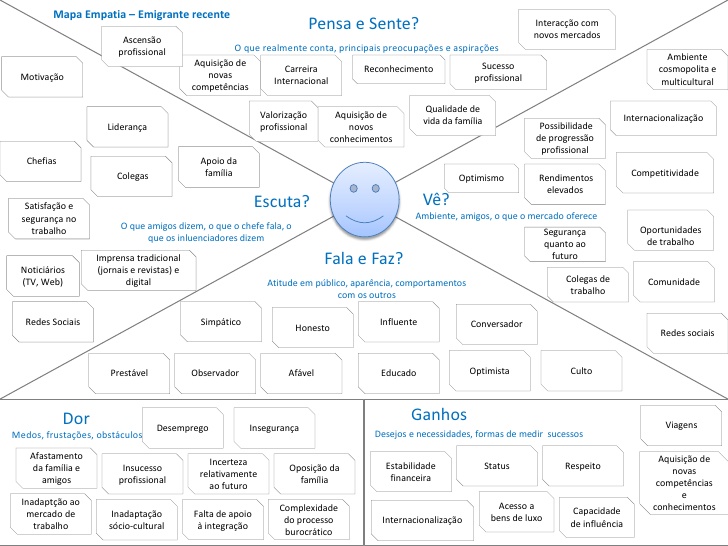 Mapa Empatia – Emigrante recente
Pensa e Sente?
O que realmente conta, principais preocupações e aspirações
Ascensão
profissional
Aquisição de
novas
competências
Carreira
Internacional
Reconhecimento
Sucesso
profissional
Interacção com
novos mercados
Valorização
profissional
Aquisição de
novos
conhecimentos
Qualidade de
vida da família
Motivação
Liderança
Chefias
Colegas
Apoio da
família
Satisfação e
segurança no
trabalho
Escuta?
O que amigos dizem, o que o chefe fala, o
que os inluenciadores dizem
Noticiários
(TV, Web)
Imprensa tradicional
(jornais e revistas) e
digital
Redes Sociais
Ambiente
cosmopolita e
multicultural
Possibilidade
de progressão
profissional
Internacionalização
Optimismo
Rendimentos
elevados
Competitividade
Vê?
Ambiente, amigos, o que o mercado oferece
Segurança
quanto ao
futuro
Oportunidades
de trabalho
Colegas de
trabalho
Comunidade
Redes sociais
Fala e Faz?
Atitude em público, aparência, comportamentos
com os outros
Simpático
Honesto
Influente
Conversador
Prestável
Observador
Afável
Educado
Optimista
Culto
Dor
Medos, frustações, obstáculos
Desemprego
Insegurança
Afastamento
da família e
amigos
Insucesso
profissional
Incerteza
relativamente
ao futuro
Oposição da
família
Inadaptção ao
mercado de
trabalho
Inadaptação
sócio-cultural
Falta de apoio
à integração
Complexidade
do processo
burocrático
Ganhos
Desejos e necessidades, formas de medir sucessos
Viagens
Estabilidade
financeira
Status
Respeito
Aquisição de
novas
competências
e
conhecimentos
Internacionalização
Acesso a
bens de luxo
Capacidade
de influência